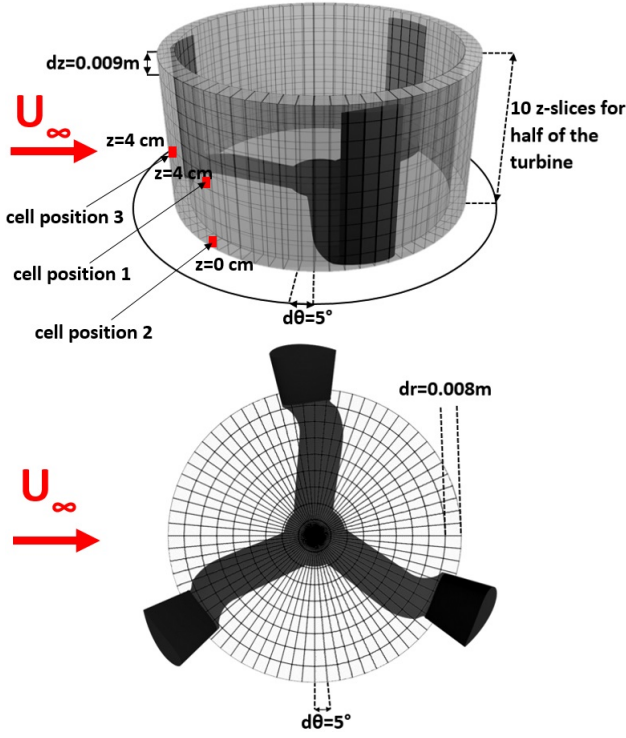 dz=0.009m
U∞
10 z-slices for
half of the
turbine
z=4 cm
z=4 cm
cell position 3
cell position 1
z=0 cm
cell position 2
dθ=5°
dr=0.008m
U∞
dθ=5°